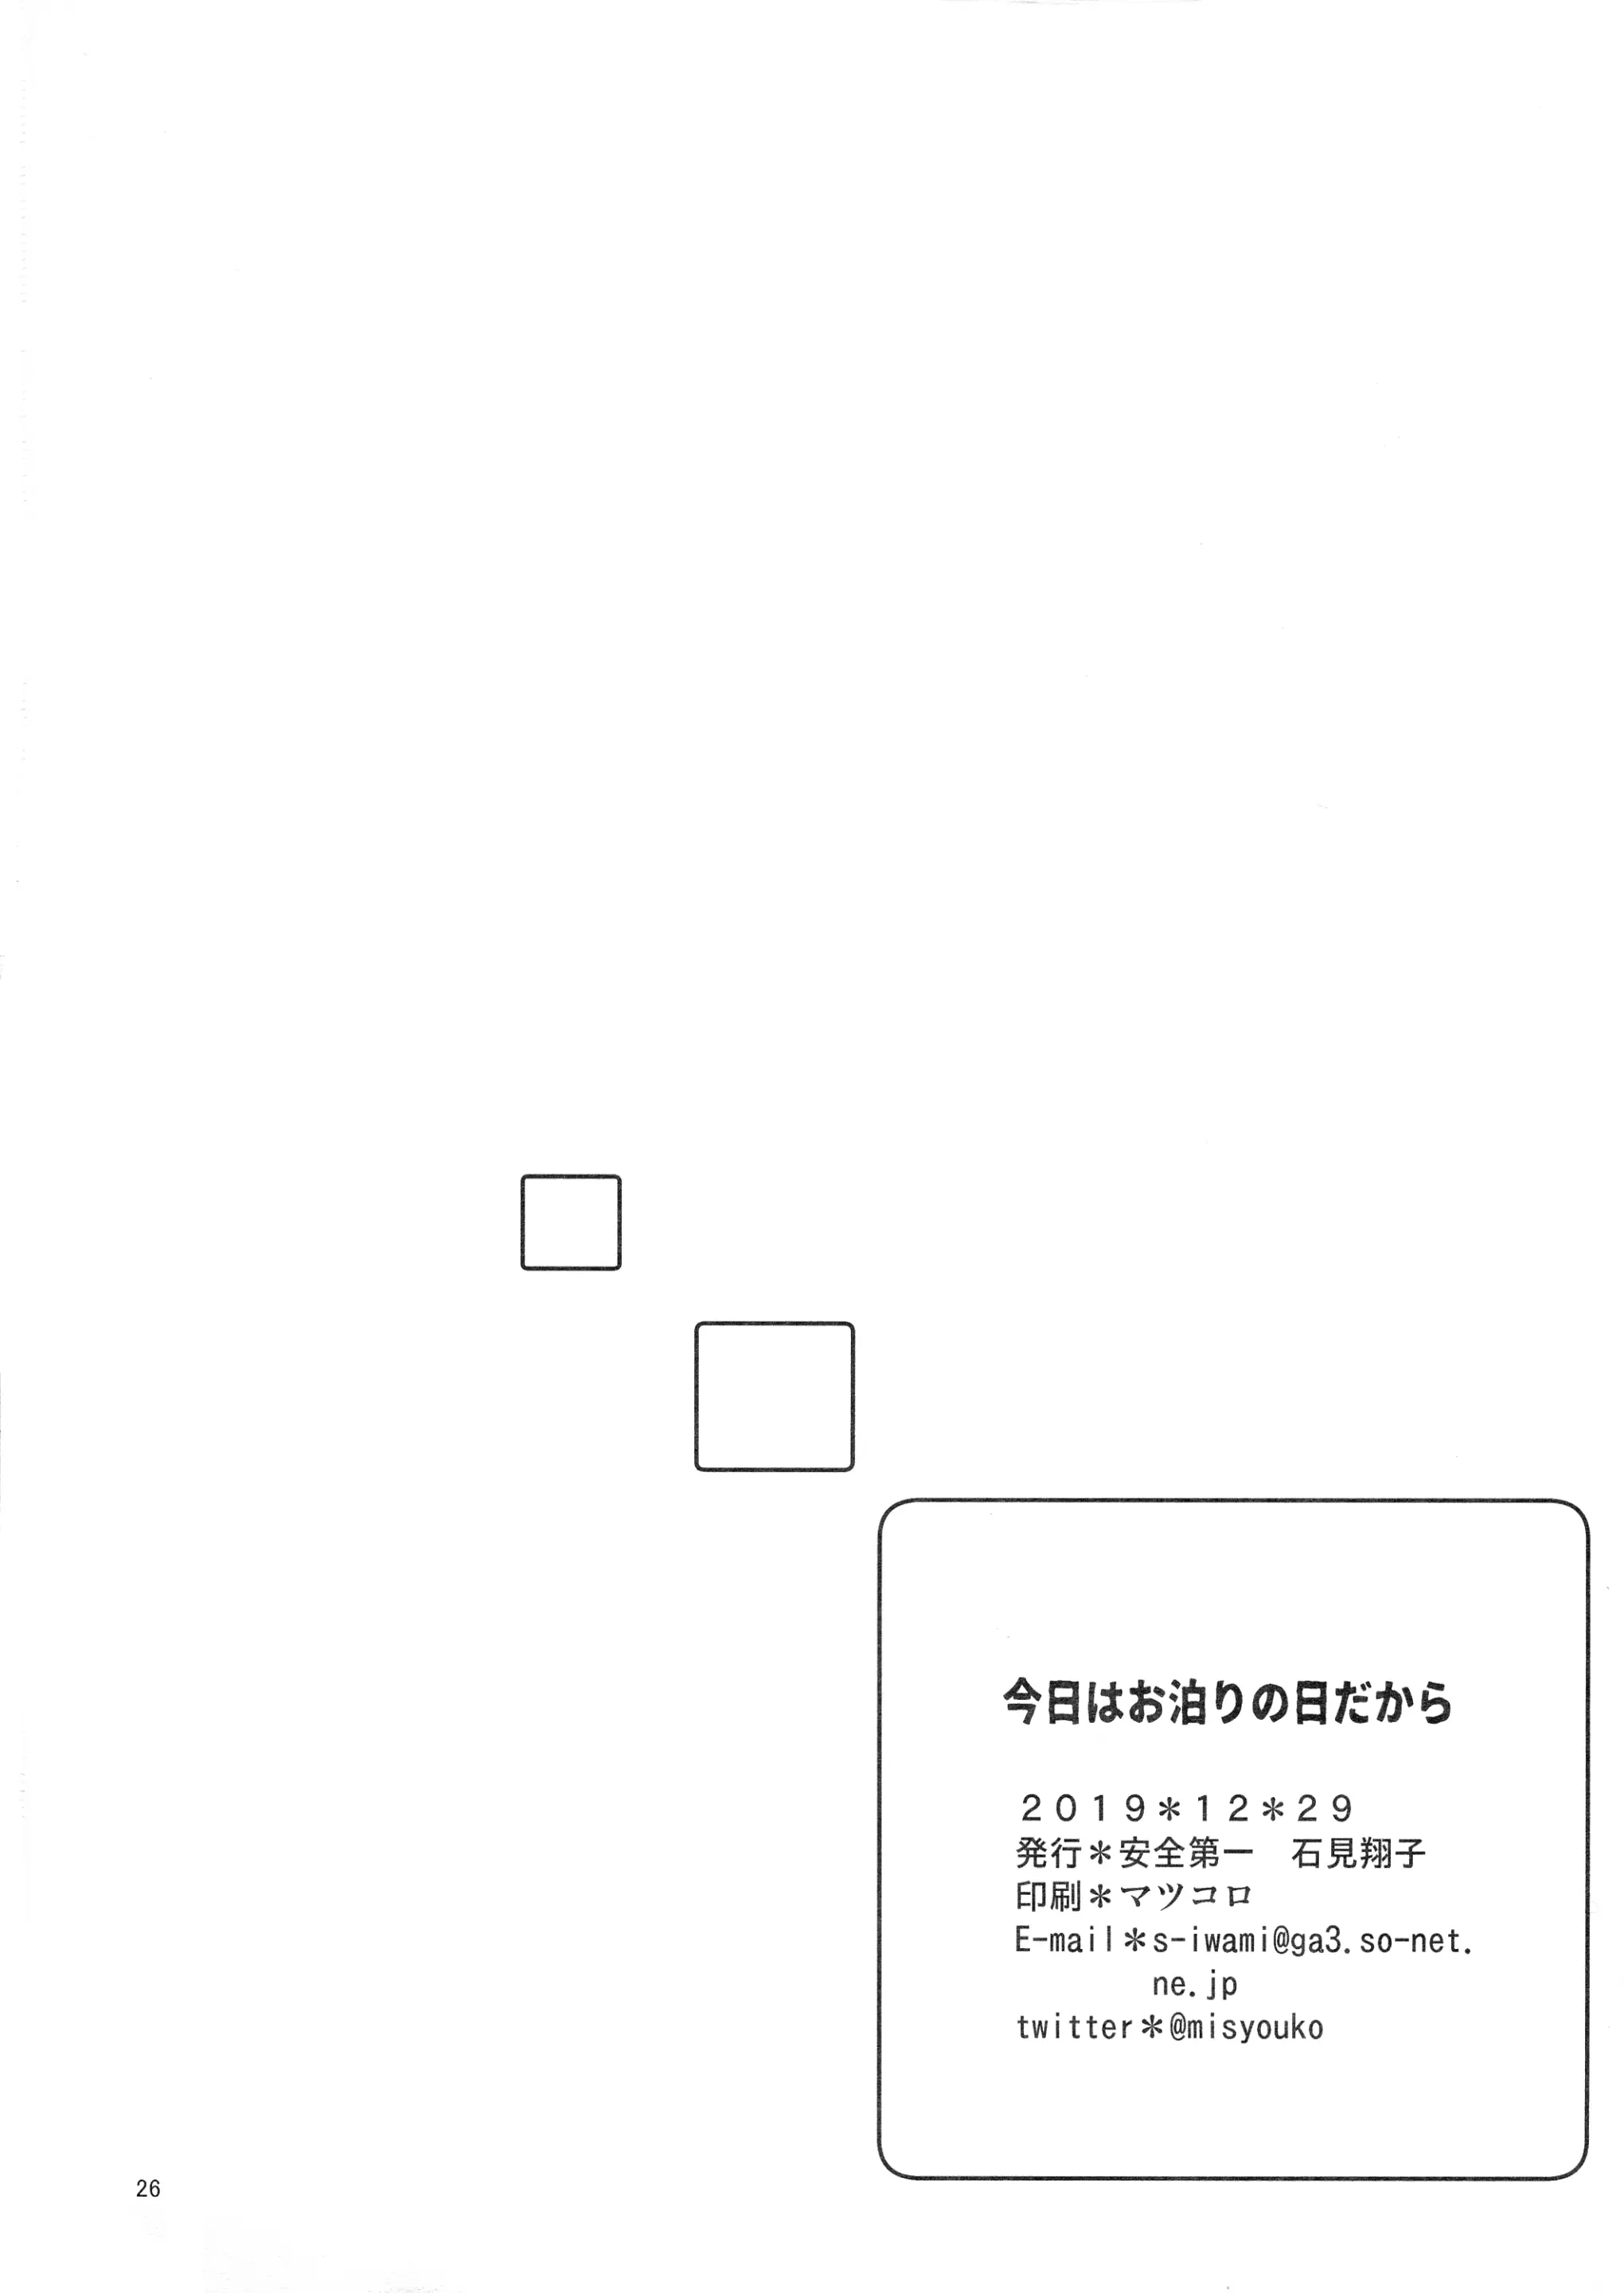 今日はお泊りの日だから
２０１９＊１２＊２９
発行＊安全第一　石見翔子
印刷＊マツコロ
E-mail＊s-iwami@ga3.so-net.
ne.jp
twitter＊@misyouko
26